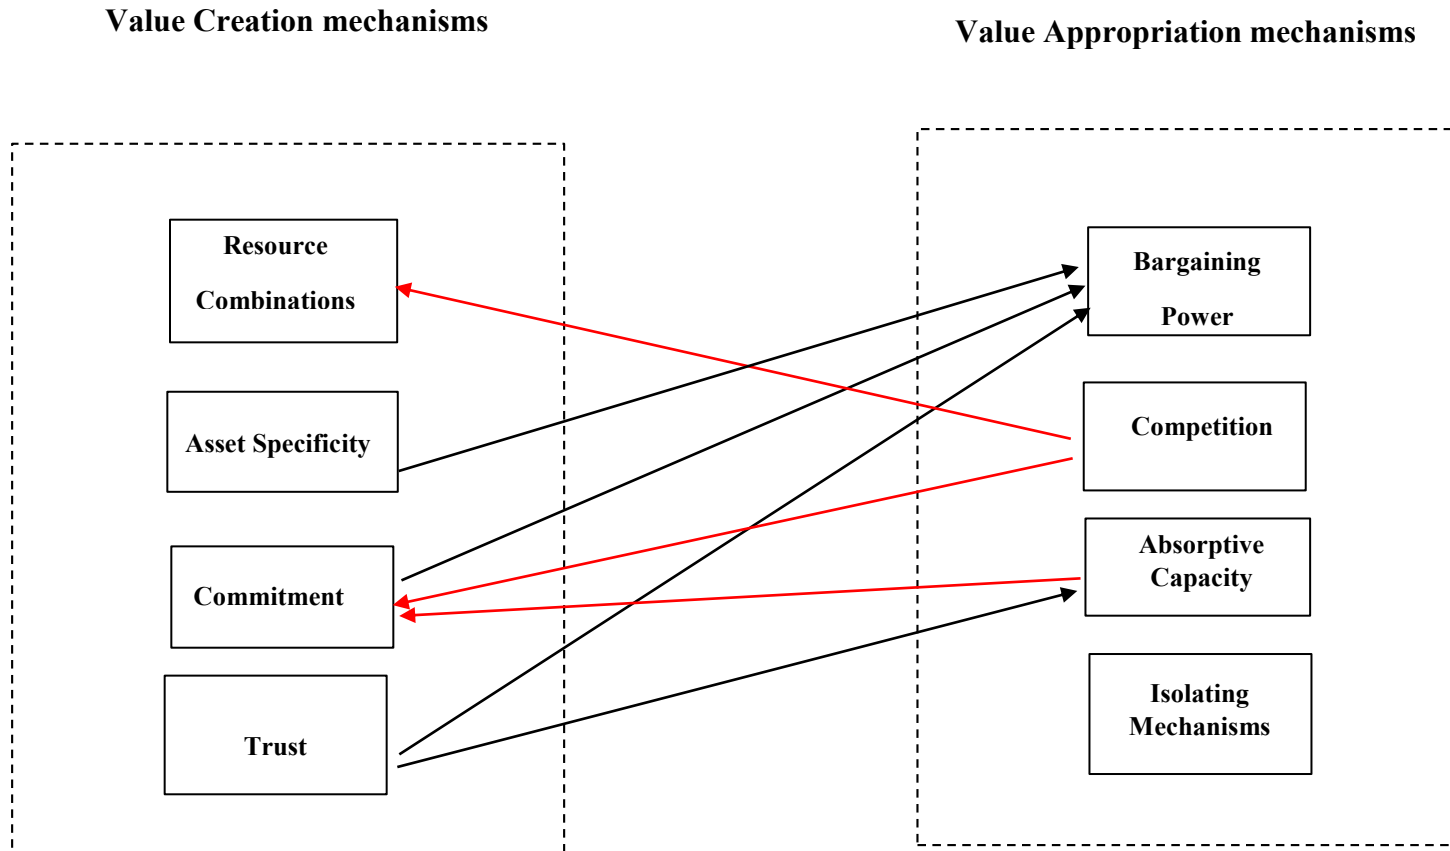 Value Creation mechanisms
Value Appropriation mechanisms
Resource
Combinations
Asset Specificity
Commitment
Trust
Bargaining
Power
Competition
Absorptive
Capacity
Isolating
Mechanisms